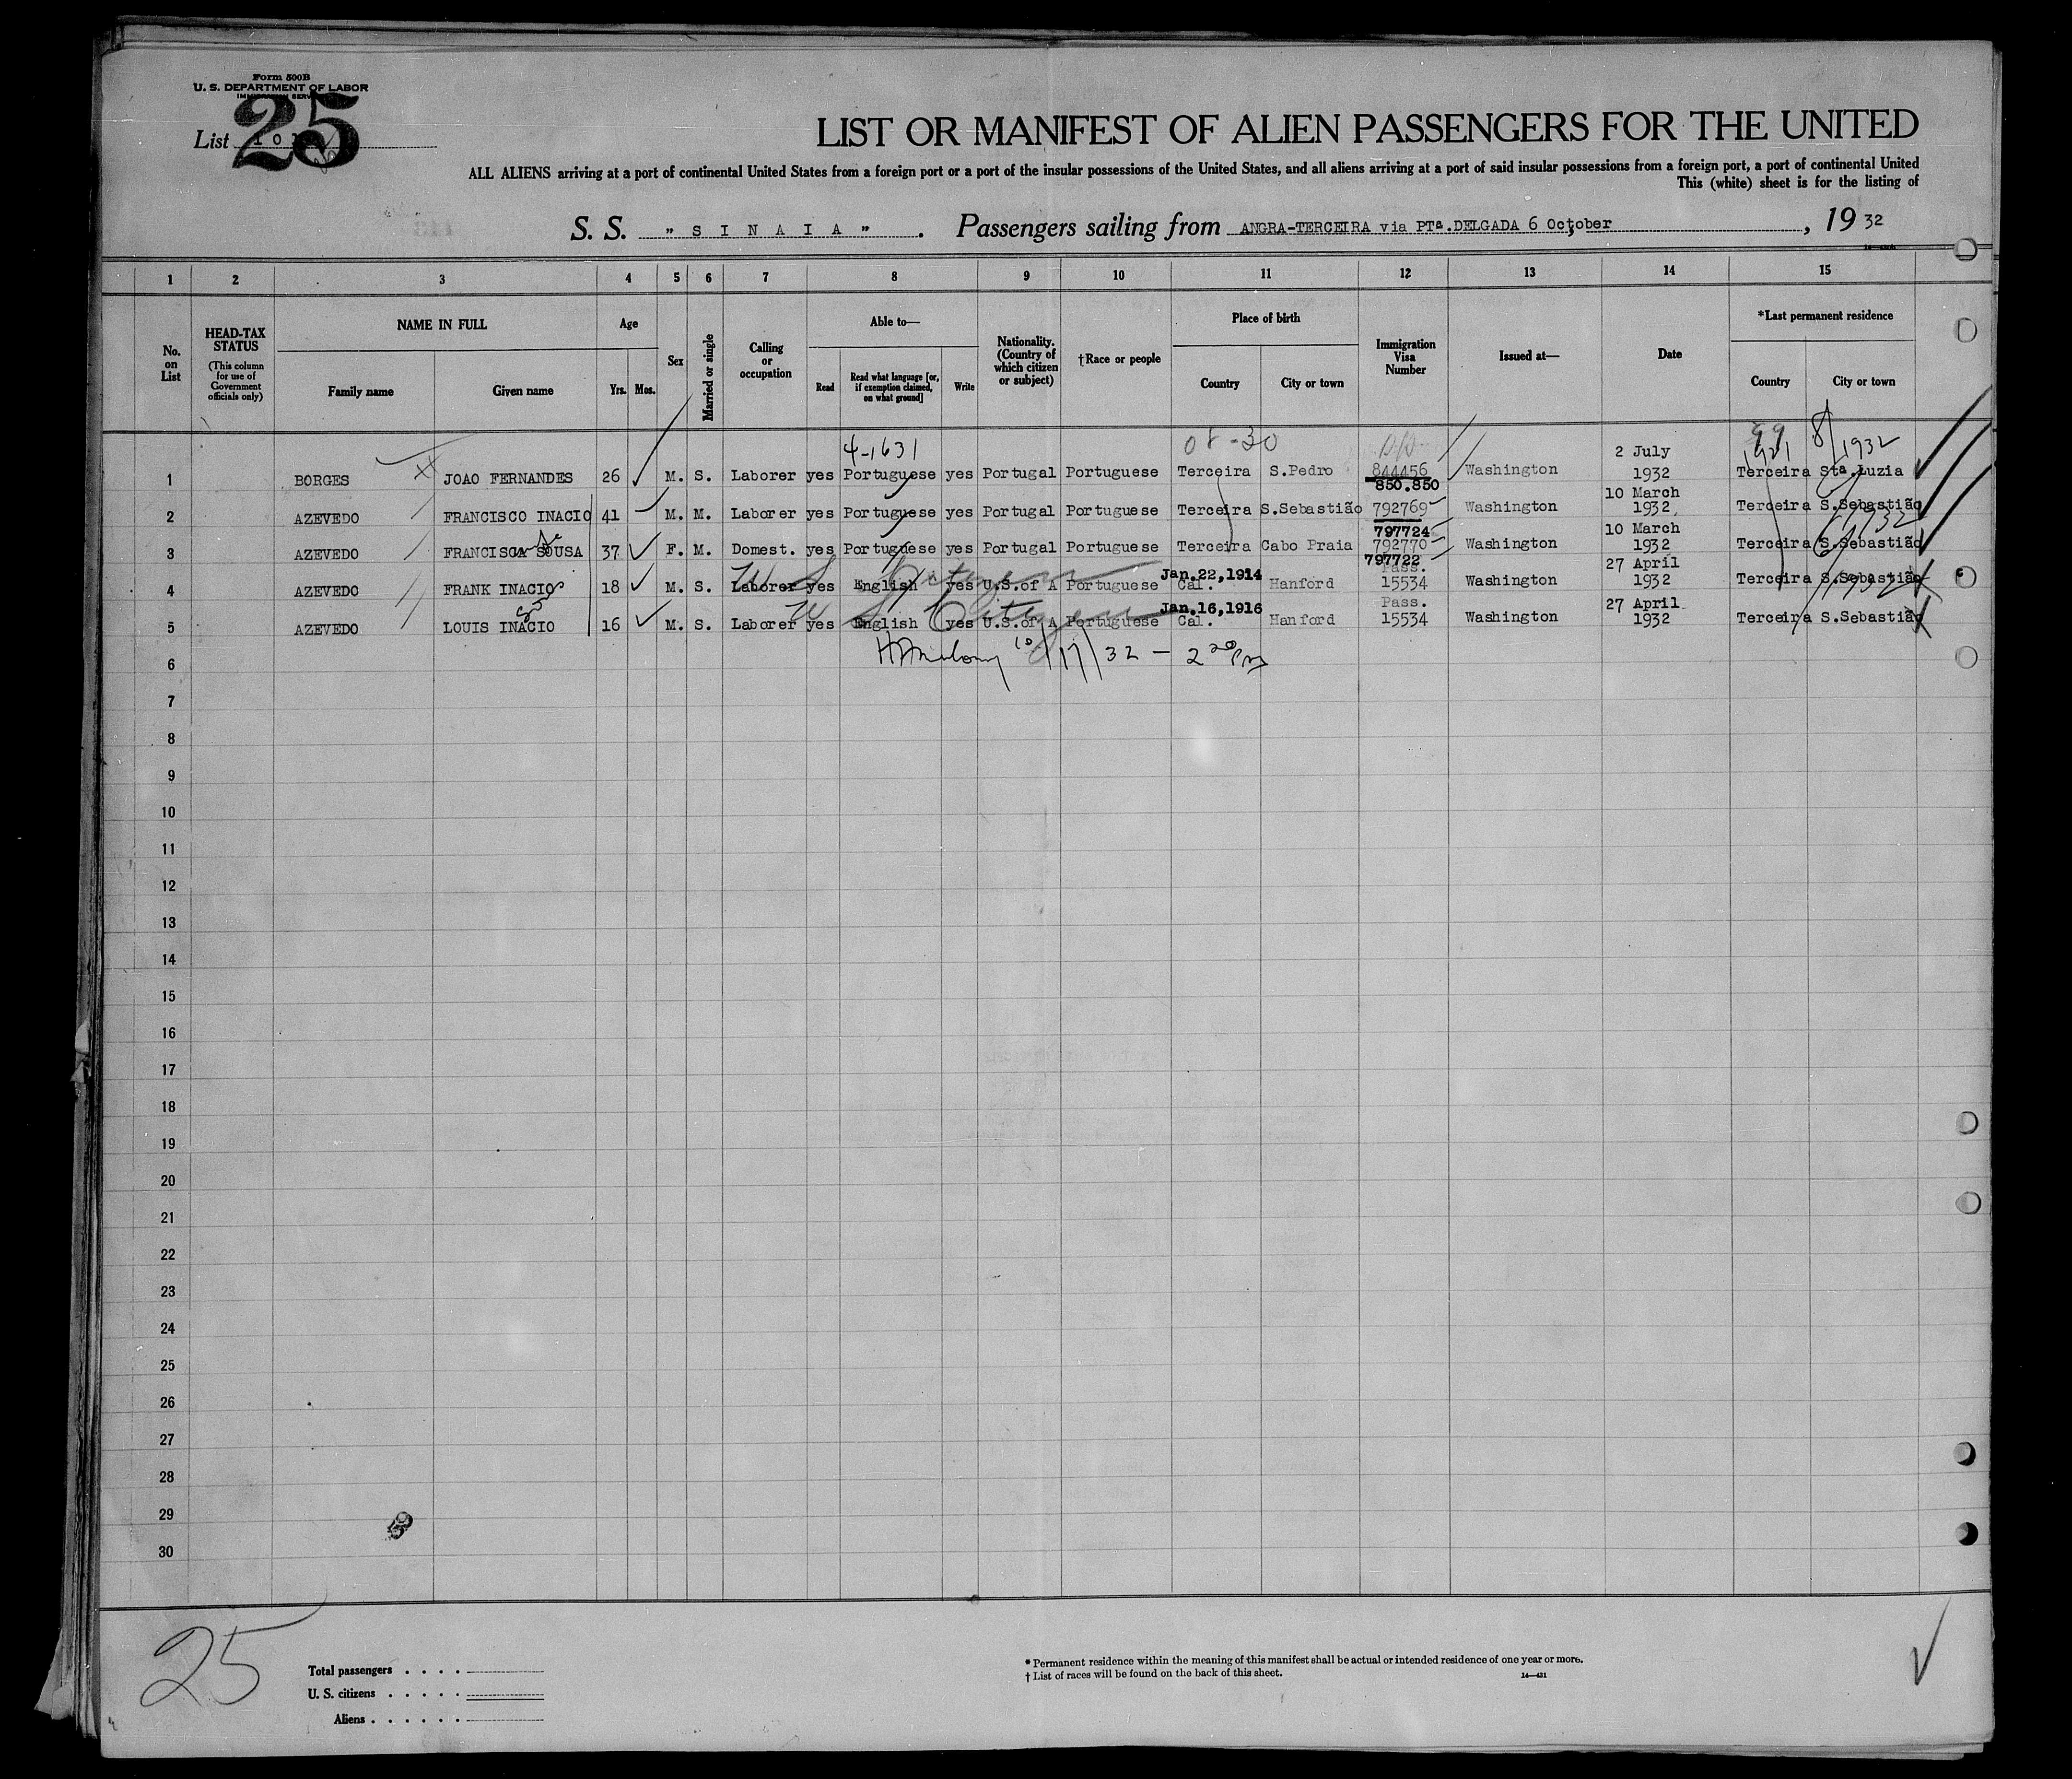 Form 500B
U. S. DEPARTMENT OF LABOR
25
List
LIST OR MANIFEST OF ALIEN PASSENGERS FOR THE UNITED
ALL ALIENS arriving at a port of continental United States from a foreign port or a port of the insular possessions of the United States, and all aliens arriving at a port of said insular possessions from a foreign port, a port of continental United
This (white) sheet is for the listing of
S. S. "SINAIA". Passengers sailing from ANGRA-TERCEIRA via PTª.DELGADA 6 October, 1932
1 2 3 4 5 6 7 8 9 10 11 12 13 14 15
No. on List
HEAD-TAX STATUS (This column for use of Government officials only)
NAME IN FULL
Family name
Given name
Age
Yrs. Mos.
Sex
Married or single
Calling or occupation
Able to—
Read
Read what language [or, if exemption claimed, on what ground]
Write
Nationality. (Country of which citizen or subject)
†Race or people
Place of birth
Country
City or town
Immigration Visa Number
Issued at—
Date
*Last permanent residence
Country
City or town
4-1631
1 BORGES JOAO FERNANDES 26 M. S. Laborer yes Portuguese yes Portugal Portuguese Terceira S.Pedro 844456 850.850 Washington 2 July 1932 Terceira Stª Luzia
2 AZEVEDO FRANCISCO INACIO 41 M. M. Laborer yes Portuguese yes Portugal Portuguese Terceira S.Sebastião 792769 797724 Washington 10 March 1932 Terceira S.Sebastião
3 AZEVEDO FRANCISCA de SOUSA 37 F. M. Domest. yes Portuguese yes Portugal Portuguese Terceira Cabo Praia 792770 797722 Washington 10 March 1932 Terceira S.Sebastião
4 AZEVEDO FRANK INACIO 18 M. S. Laborer yes English yes U.S.of A Portuguese Jan.22,1914 Cal. Hanford Pass. 15534 Washington 27 April 1932 Terceira S.Sebastião
U S Citizen
5 AZEVEDO LOUIS INACIO 16 M. S. Laborer yes English yes U.S.of A Portuguese Jan.16,1916 Cal. Hanford Pass. 15534 Washington 27 April 1932 Terceira S.Sebastião
U S Citizen
6
10/17/32 — 2 20 PM
7
8
9
10
11
12
13
14
15
16
17
18
19
20
21
22
23
24
25
26
27
28
29
30
25
Total passengers
U. S. citizens
Aliens
* Permanent residence within the meaning of this manifest shall be actual or intended residence of one year or more.
† List of races will be found on the back of this sheet.
14—431